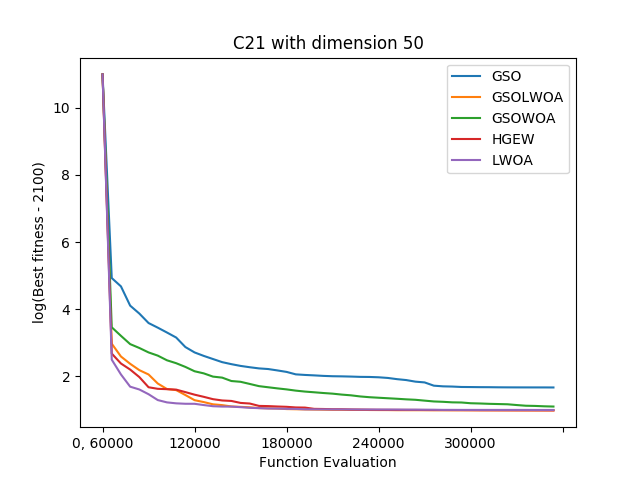 C21 with dimension 50
log(Best fitness - 2100)
10
8
6
4
2
GSO
GSOLWOA
GSOWOA
HGEW
LWOA
0, 60000 120000 180000 240000 300000
Function Evaluation